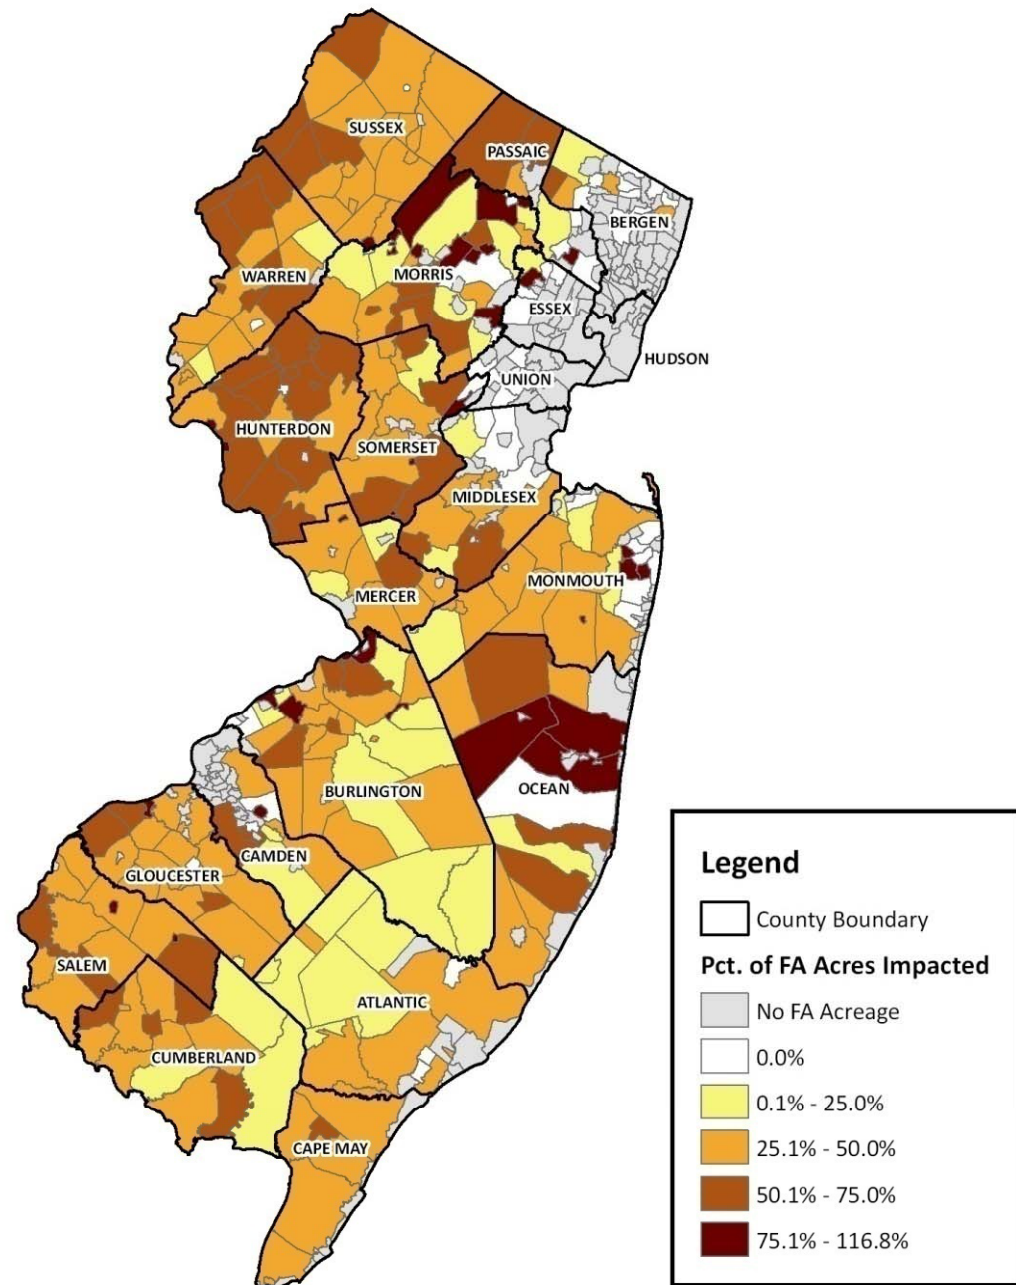 SUSSEX
PASSAIC
BERGEN
WARREN
MORRIS
ESSEX
HUDSON
UNION
HUNTERDON
SOMERSET
MIDDLESEX
MONMOUTH
MERCER
OCEAN
BURLINGTON
CAMDEN
GLOUCESTER
SALEM
ATLANTIC
CUMBERLAND
CAPE MAY
Legend
County Boundary
Pct. of FA Acres Impacted
No FA Acreage
0.0%
0.1% - 25.0%
25.1% - 50.0%
50.1% - 75.0%
75.1% - 116.8%